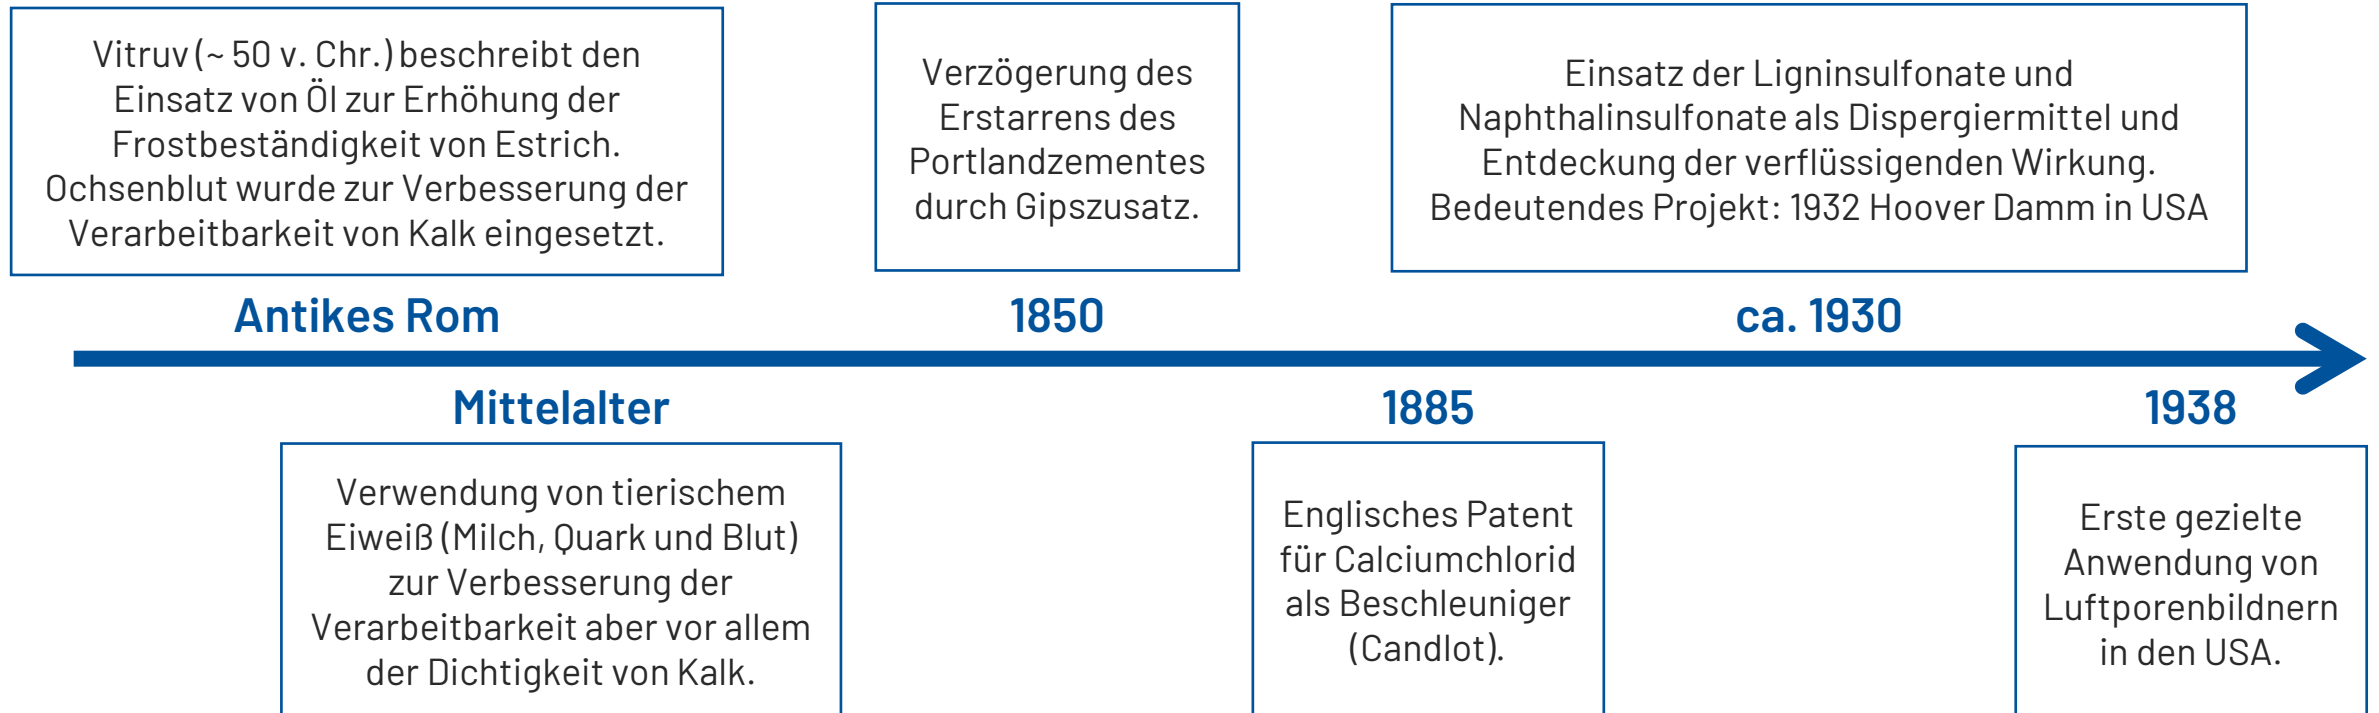 Vitruv (~ 50 v. Chr.) beschreibt den
Einsatz von Öl zur Erhöhung der
Frostbeständigkeit von Estrich.
Ochsenblut wurde zur Verbesserung der
Verarbeitbarkeit von Kalk eingesetzt.
Antikes Rom
Verzögerung des
Erstarrens des
Portlandzementes
durch Gipszusatz.
1850
Einsatz der Ligninsulfonate und
Naphthalinsulfonate als Dispergiermittel und
Entdeckung der verflüssigenden Wirkung.
Bedeutendes Projekt: 1932 Hoover Damm in USA
ca. 1930
Mittelalter
Verwendung von tierischem
Eiweiß (Milch, Quark und Blut)
zur Verbesserung der
Verarbeitbarkeit aber vor allem
der Dichtigkeit von Kalk.
1885
Englisches Patent
für Calciumchlorid
als Beschleuniger
(Candlot).
1938
Erste gezielte
Anwendung von
Luftporenbildnern
in den USA.